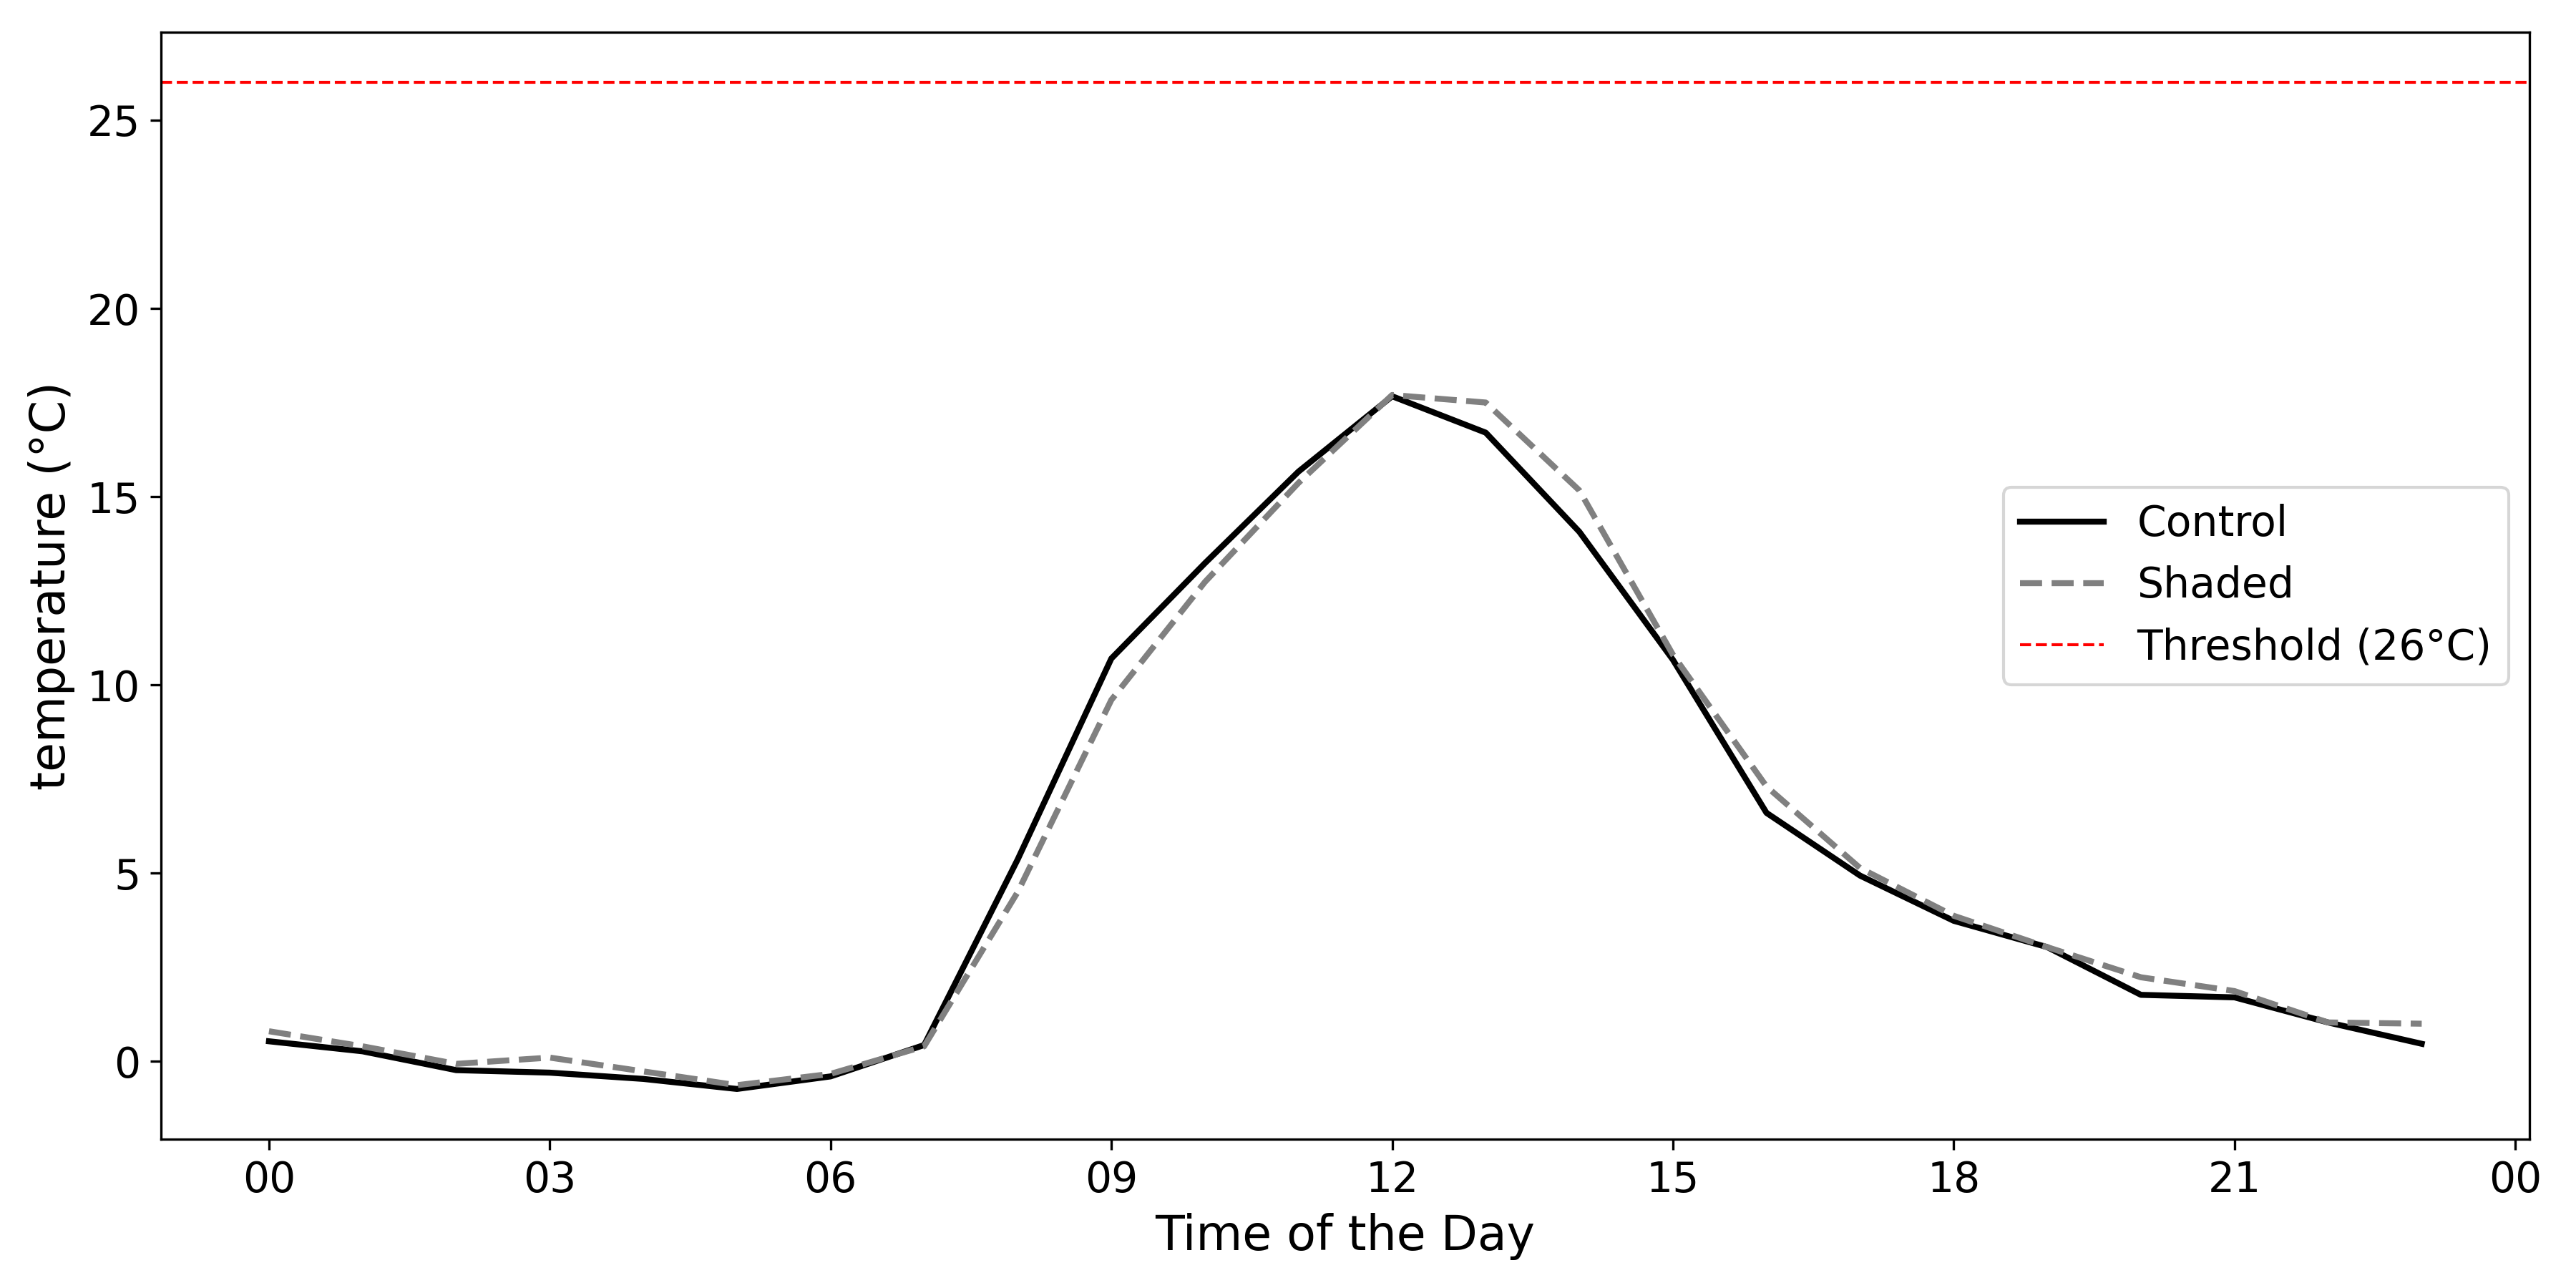 temperature (°C)
25
20
15
10
5
0
Control
Shaded
Threshold (26°C)
00 03 06 09 12 15 18 21 00
Time of the Day